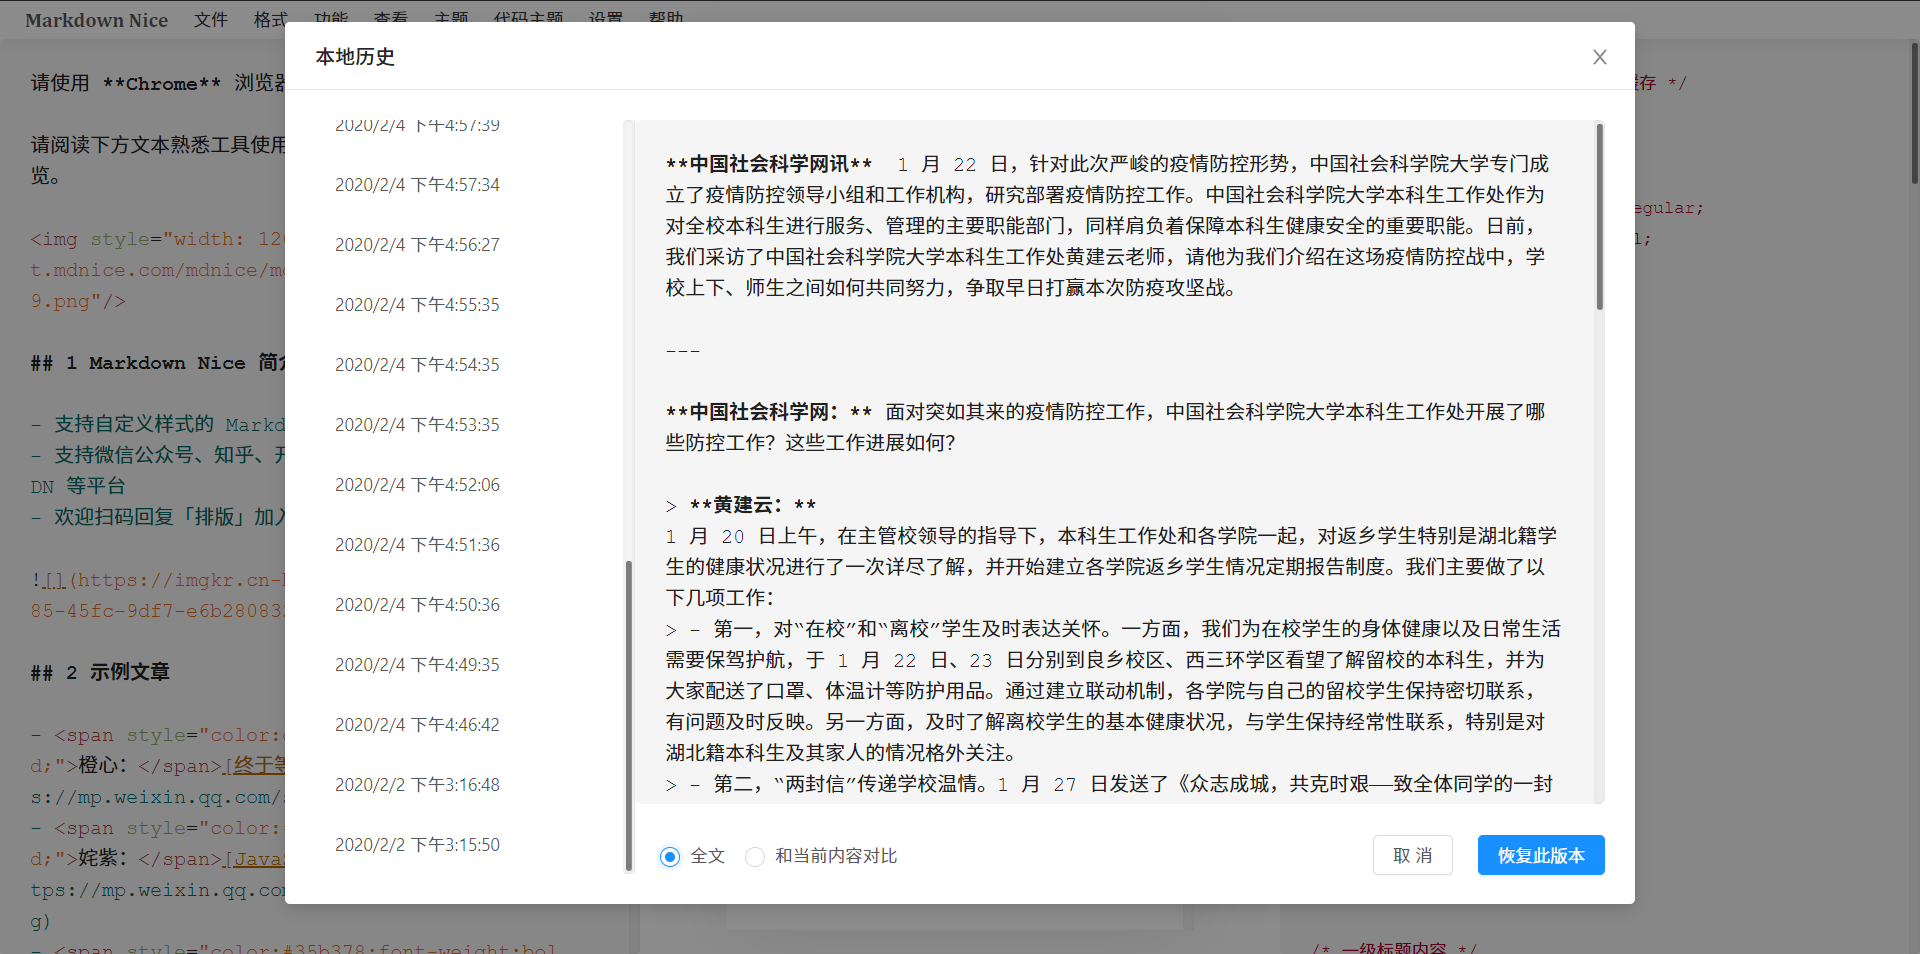 Markdown Nice 文件 格式 功能 查看 主题 代码主题 设置 帮助
请使用 **Chrome** 浏览器
请阅读下方文本熟悉工具使用
览。
<img style="width: 12
t.mdnice.com/mdnice/m
9.png"/>
## 1 Markdown Nice 简介
- 支持自定义样式的 Markd
- 支持微信公众号、知乎、开
DN 等平台
- 欢迎扫码回复「排版」加入
![](https://imgkr.cn-
85-45fc-9df7-e6b28083
## 2 示例文章
- <span style="color:
d;">橙心：</span>[终于等
s://mp.weixin.qq.com/
- <span style="color:
d;">姹紫：</span>[Java
tps://mp.weixin.qq.co
g)
- <span style="color:#35b378;font-weight:bol
本地历史
2020/2/4 下午4:57:39
2020/2/4 下午4:57:34
2020/2/4 下午4:56:27
2020/2/4 下午4:55:35
2020/2/4 下午4:54:35
2020/2/4 下午4:53:35
2020/2/4 下午4:52:06
2020/2/4 下午4:51:36
2020/2/4 下午4:50:36
2020/2/4 下午4:49:35
2020/2/4 下午4:46:42
2020/2/2 下午3:16:48
2020/2/2 下午3:15:50
**中国社会科学网讯** 1 月 22 日，针对此次严峻的疫情防控形势，中国社会科学院大学专门成
立了疫情防控领导小组和工作机构，研究部署疫情防控工作。中国社会科学院大学本科生工作处作为
对全校本科生进行服务、管理的主要职能部门，同样肩负着保障本科生健康安全的重要职能。日前，
我们采访了中国社会科学院大学本科生工作处黄建云老师，请他为我们介绍在这场疫情防控战中，学
校上下、师生之间如何共同努力，争取早日打赢本次防疫攻坚战。
---
**中国社会科学网：** 面对突如其来的疫情防控工作，中国社会科学院大学本科生工作处开展了哪
些防控工作？这些工作进展如何？
> **黄建云：**
1 月 20 日上午，在主管校领导的指导下，本科生工作处和各学院一起，对返乡学生特别是湖北籍学
生的健康状况进行了一次详尽了解，并开始建立各学院返乡学生情况定期报告制度。我们主要做了以
下几项工作：
> - 第一，对“在校”和“离校”学生及时表达关怀。一方面，我们为在校学生的身体健康以及日常生活
需要保驾护航，于 1 月 22 日、23 日分别到良乡校区、西三环学区看望了解留校的本科生，并为
大家配送了口罩、体温计等防护用品。通过建立联动机制，各学院与自己的留校学生保持密切联系，
有问题及时反映。另一方面，及时了解离校学生的基本健康状况，与学生保持经常性联系，特别是对
湖北籍本科生及其家人的情况格外关注。
> - 第二，“两封信”传递学校温情。1 月 27 日发送了《众志成城，共克时艰——致全体同学的一封
全文 和当前内容对比
取 消 恢复此版本
存 */
egular;
l;
/* 一级标题内容 */